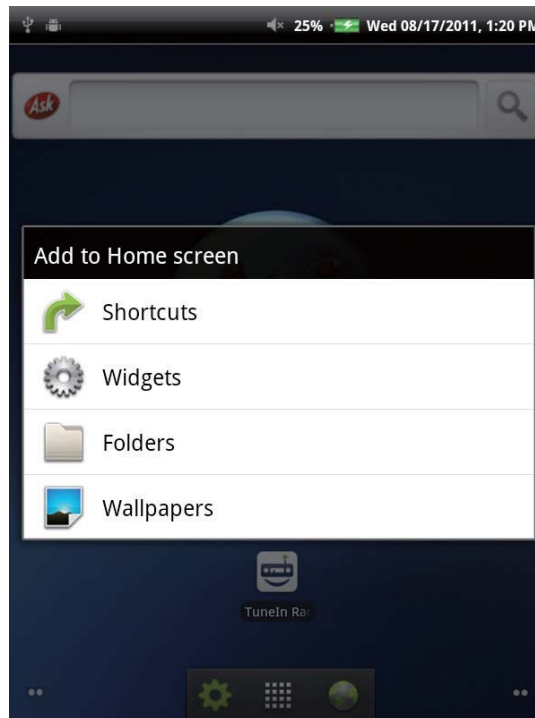 25% Wed 08/17/2011, 1:20 PM
Ask
Add to Home screen
Shortcuts
Widgets
Folders
Wallpapers
TuneIn Ra